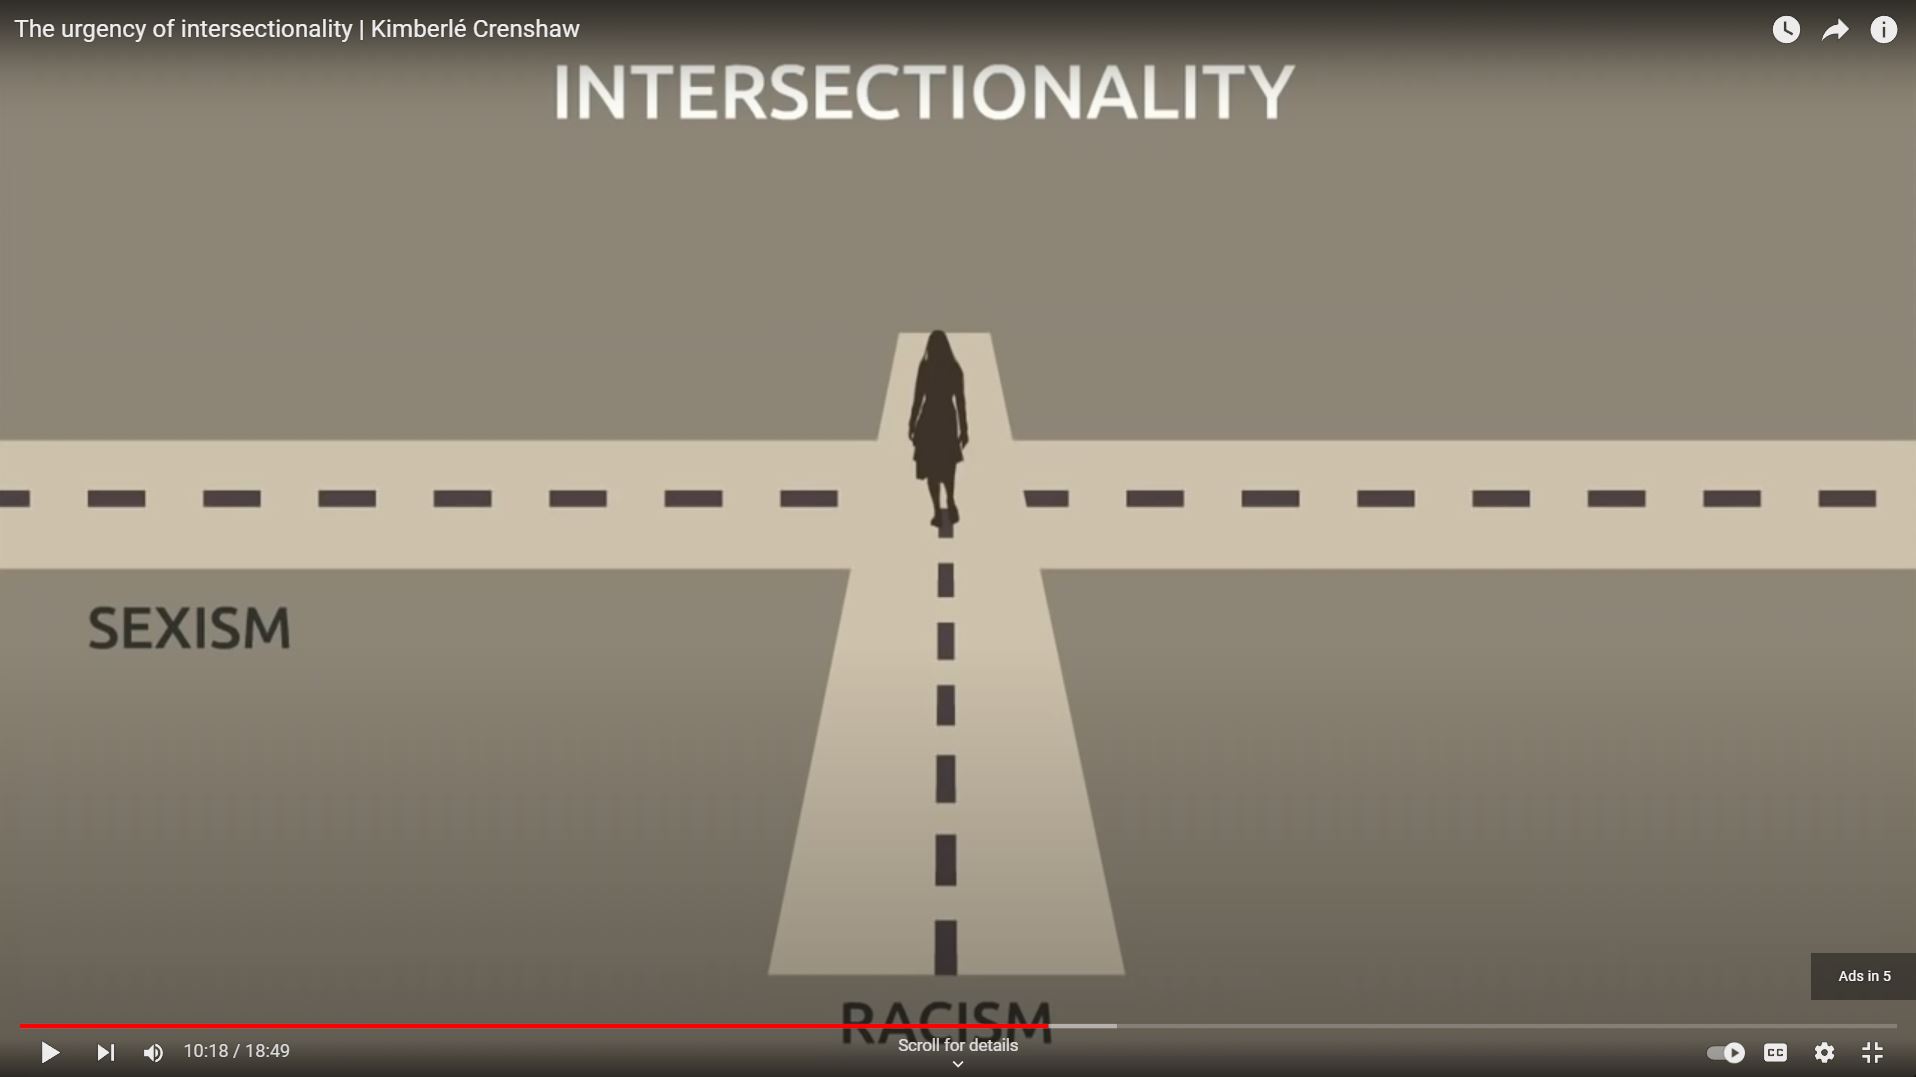 The urgency of intersectionality | Kimberlé Crenshaw
INTERSECTIONALITY
SEXISM
Ads in 5
RACISM
Scroll for details
10:18 / 18:49
CC